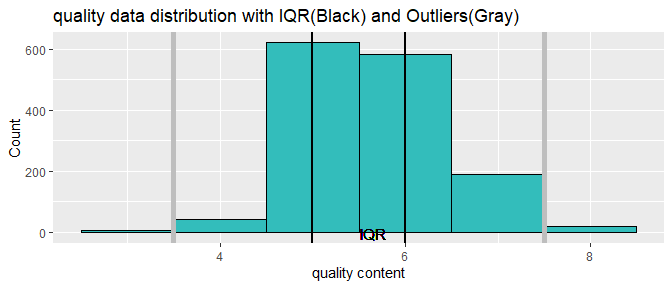 quality data distribution with IQR(Black) and Outliers(Gray)
600
400
200
0
Count
IQR
4
6
8
quality content